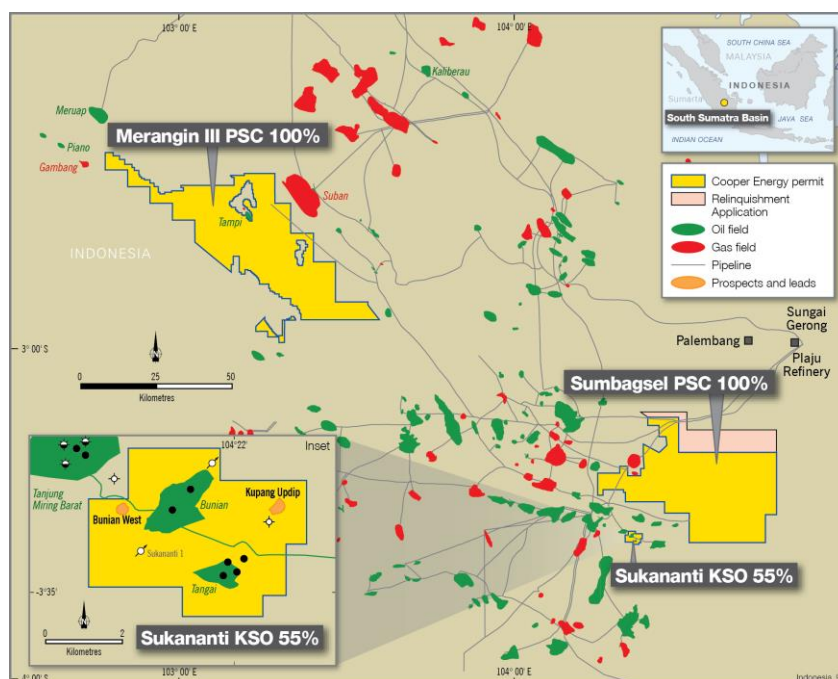 103° 00' E
104° 00' E
SOUTH CHINA SEA
MALAYSIA
INDONESIA
Sumatra
JAVA SEA
South Sumatra Basin
INDIAN OCEAN
Kaliberau
Meruap
Merangin III PSC 100%
Piano
Gambang
Suban
Tampi
INDONESIA
Cooper Energy permit
Relinquishment
Application
Oil field
Gas field
Pipeline
Prospects and leads
N
3° 00' S
0 25 50
Kilometres
Sungai
Gerong
Palembang
Plaju
Refinery
Sumbagsel PSC 100%
104°22'
Inset
Tanjung
Miring Barat
Bunian West
Bunian
Kupang Updip
Sukananti 1
-3°35'
Tangai
N
0 2
Kilometres
Sukananti KSO 55%
Sukananti KSO 55%
4° 00' S
103° 00' E
104° 00' E